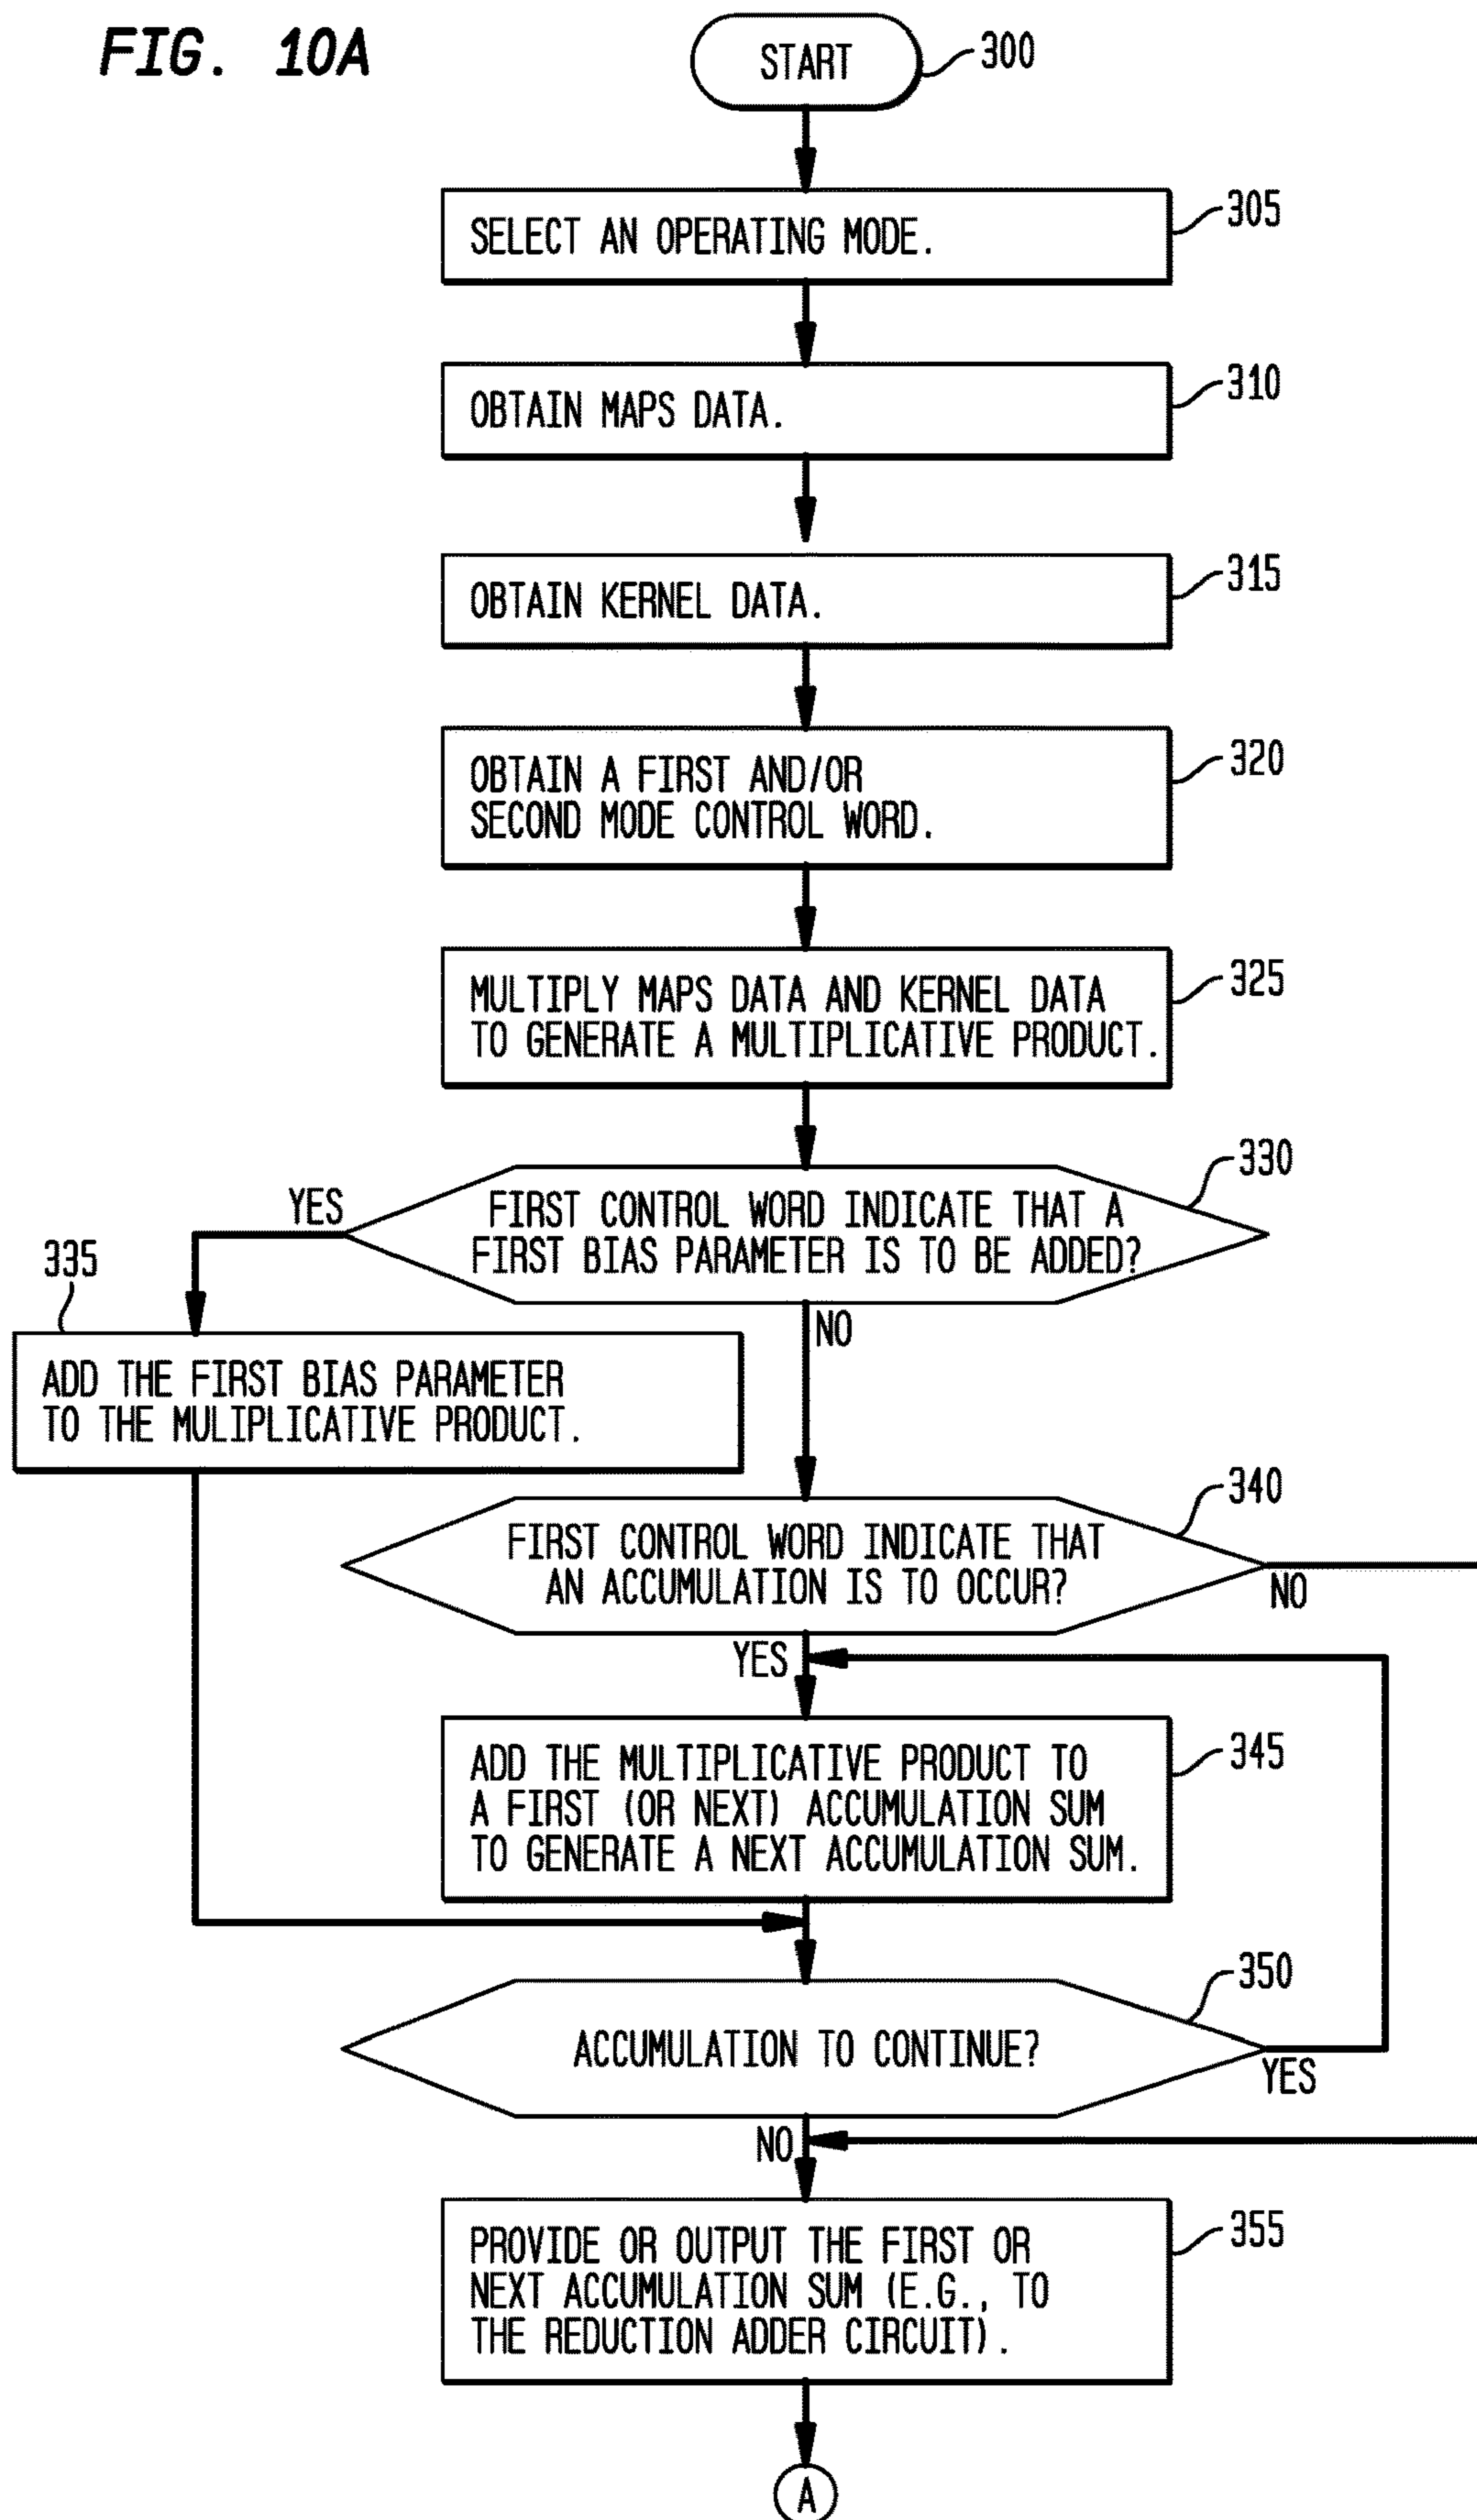 FIG. 10A
START
300
SELECT AN OPERATING MODE.
305
OBTAIN MAPS DATA.
310
OBTAIN KERNEL DATA.
315
OBTAIN A FIRST AND/OR
SECOND MODE CONTROL WORD.
320
MULTIPLY MAPS DATA AND KERNEL DATA
TO GENERATE A MULTIPLICATIVE PRODUCT.
325
FIRST CONTROL WORD INDICATE THAT A
FIRST BIAS PARAMETER IS TO BE ADDED?
330
YES
NO
335
ADD THE FIRST BIAS PARAMETER
TO THE MULIPLICATIVE PRODUCT.
FIRST CONTROL WORD INDICATE THAT
AN ACCUMULATION IS TO OCCUR?
340
NO
YES
ADD THE MULTIPLICATIVE PRODUCT TO
A FIRST (OR NEXT) ACCUMULATION SUM
TO GENERATE A NEXT ACCUMULATION SUM.
345
ACCUMULATION TO CONTINUE?
350
YES
NO
PROVIDE OR OUTPUT THE FIRST OR
NEXT ACCUMULATION SUM (E.G., TO
THE REDUCTION ADDER CIRCUIT).
355
A